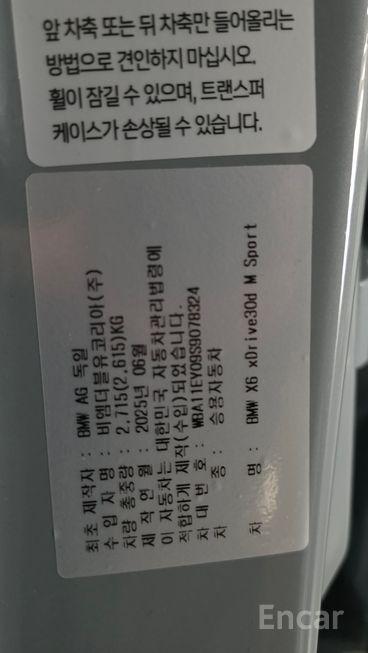 앞 차축 또는 뒤 차축만 들어올리는
방법으로 견인하지 마십시오.
휠이 잠길 수 있으며, 트랜스퍼
케이스가 손상될 수 있습니다.
최초 제작자 : BMW AG 독일
수 입 자 명 : 비엠더블유코리아(주)
차량 총중량 : 2,715(2,615)KG
제 작 연 월 : 2025년 06월
이 자동차는 대한민국 자동차관리법령에
적합하게 제작(수입)되었습니다.
차 대 번 호 : WBA11EY09S9078324
차 종 : 승용자동차
차 명 : BMW X6 xDrive30d M Sport
Encar